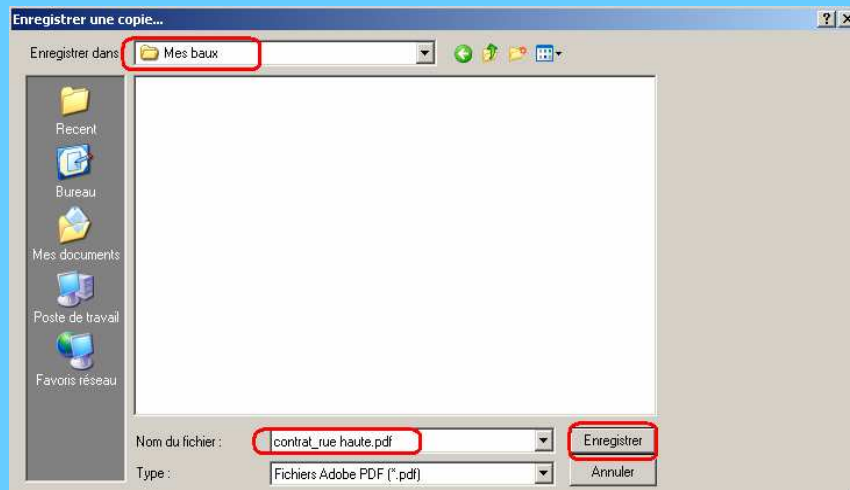 Enregistrer une copie...
Enregistrer dans
Mes baux
Recent
Bureau
Mes documents
Poste de travail
Favoris réseau
Nom du fichier :
contrat_rue haute.pdf
Enregistrer
Type :
Fichiers Adobe PDF (*.pdf)
Annuler